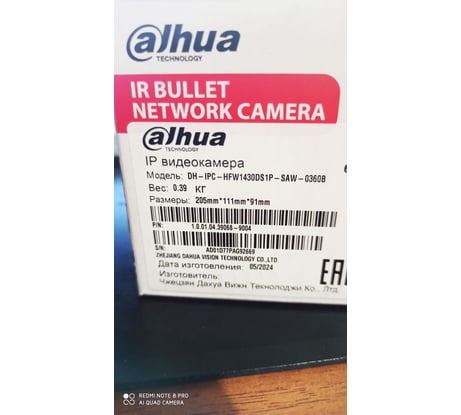 alhua
TECHNOLOGY
IR BULLET
NETWORK CAMERA
alhua
TECHNOLOGY
IP видеокамера
Модель: DH-IPC-HFW1430DS1P-SAW-0360B
Вес: 0.39 КГ
Размеры: 205mm*111mm*91mm
P/N: 1.0.01.04.39068-9004
S/N: AD01D77PAG92669
ZHEJIANG DAHUA VISION TECHNOLOGY CO.,LTD
Дата изготовления: 05/2024
Изготовитель:
Чжецзян Дахуа Вижн Текнолоджи Ко., Лтд.
EAC
REDMI NOTE 8 PRO
AI QUAD CAMERA